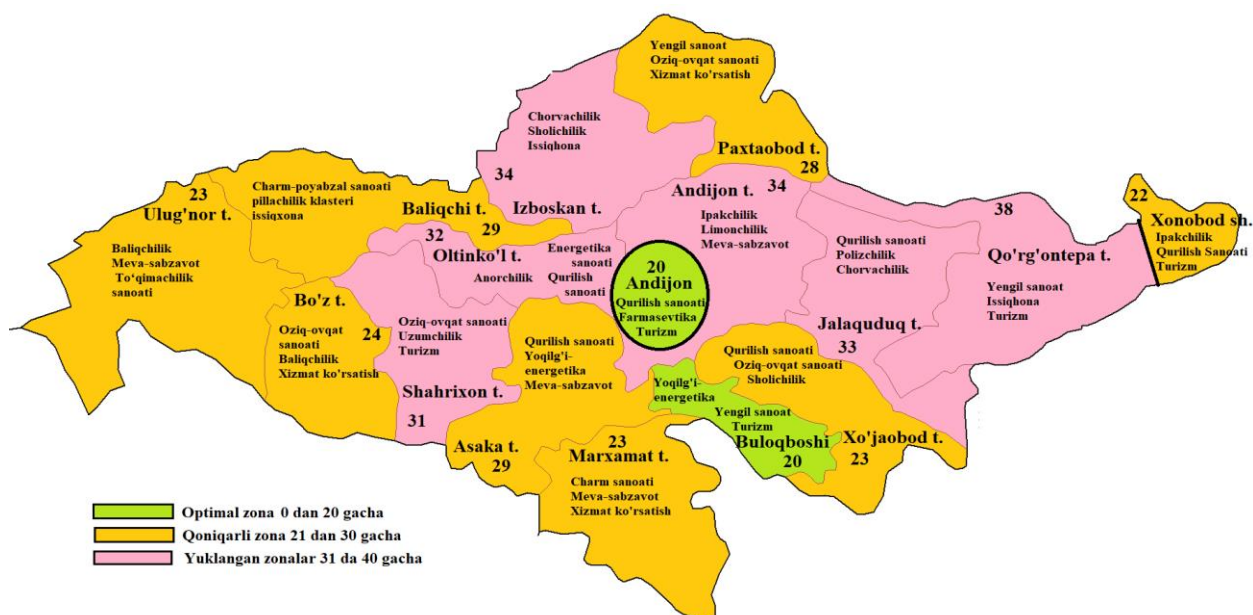 Yengil sanoat
Oziq-ovqat sanoati
Xizmat ko'rsatish
Paxtaobod t.
28
Chorvachilik
Sholichilik
Issiqhona
34
Izboskan t.
23
Ulug'nor t.
Baliqchilik
Meva-sabzavot
To‘qimachilik
sanoati
Charm-poyabzal sanoati
pillachilik klasteri
issiqxona
Baliqchi t.
29
Andijon t.
34
Ipakchilik
Limonchilik
Meva-sabzavot
32
Oltinko'l t.
Anorchilik
Energetika
sanoati
Qurilish
sanoati
20
Andijon
Qurilish sanoati
Farmasevtika
Turizm
Qurilish sanoati
Polizchilik
Chorvachilik
Jalaquduq t.
33
38
Qo'rg'ontepa t.
Yengil sanoat
Issiqhona
Turizm
22
Xonobod sh.
Ipakchilik
Qurilish Sanoati
Turizm
Bo'z t.
24
Oziq-ovqat
sanoati
Baliqchilik
Xizmat ko'rsatish
Oziq-ovqat sanoati
Uzumchilik
Turizm
Shahrixon t.
31
Qurilish sanoati
Yoqilg'i-
energetika
Meva-sabzavot
Asaka t.
29
23
Marxamat t.
Charm sanoati
Meva-sabzavot
Xizmat ko'rsatish
Yoqilg'i-
energetika
Yengil sanoat
Turizm
Buloqboshi
20
Qurilish sanoati
Oziq-ovqat sanoati
Sholichilik
Xo'jaobod t.
23
Optimal zona 0 dan 20 gacha
Qoniqarli zona 21 dan 30 gacha
Yuklangan zonalar 31 da 40 gacha